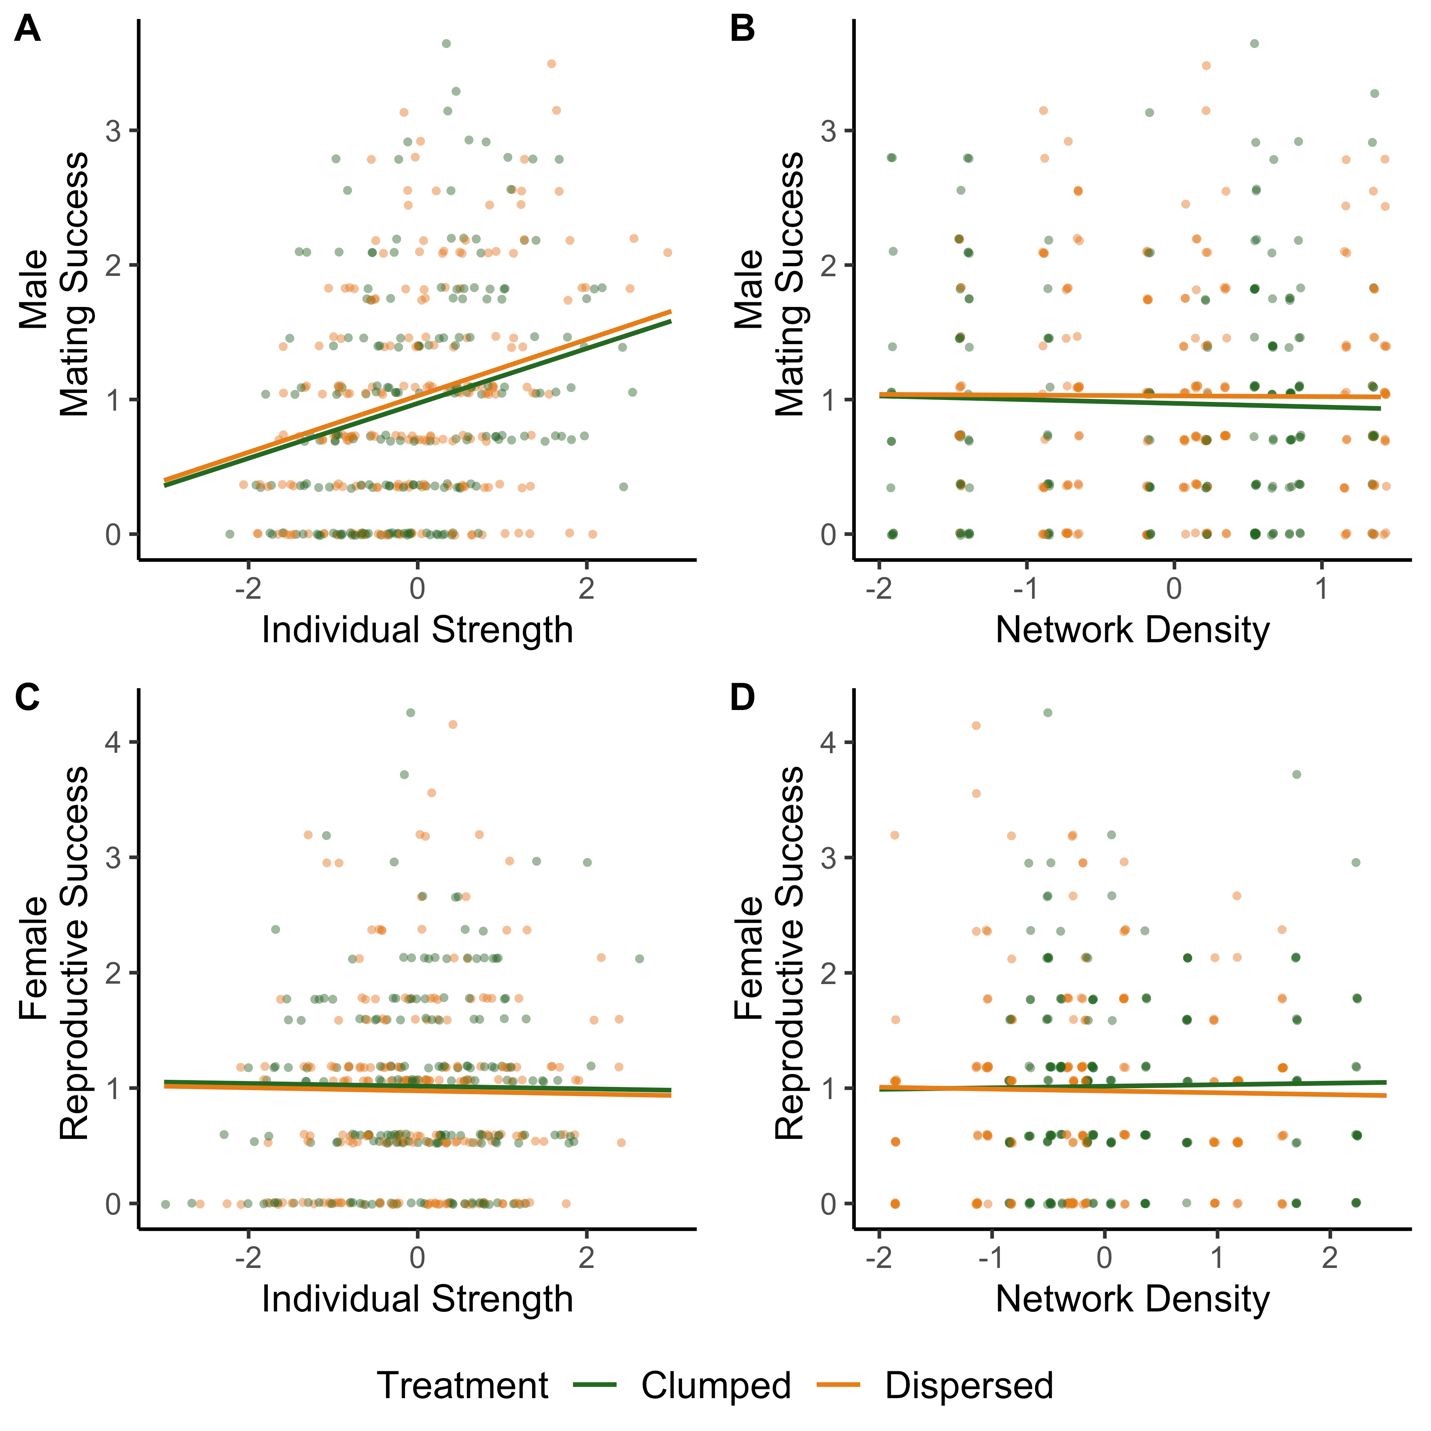 A
3
2
1
0
Male
Mating Success
-2
0
2
Individual Strength
B
3
2
1
0
Male
Mating Success
-2
-1
0
1
Network Density
C
4
3
2
1
0
Female
Reproductive Success
-2
0
2
Individual Strength
D
4
3
2
1
0
Female
Reproductive Success
-2
-1
0
1
2
Network Density
Treatment Clumped Dispersed